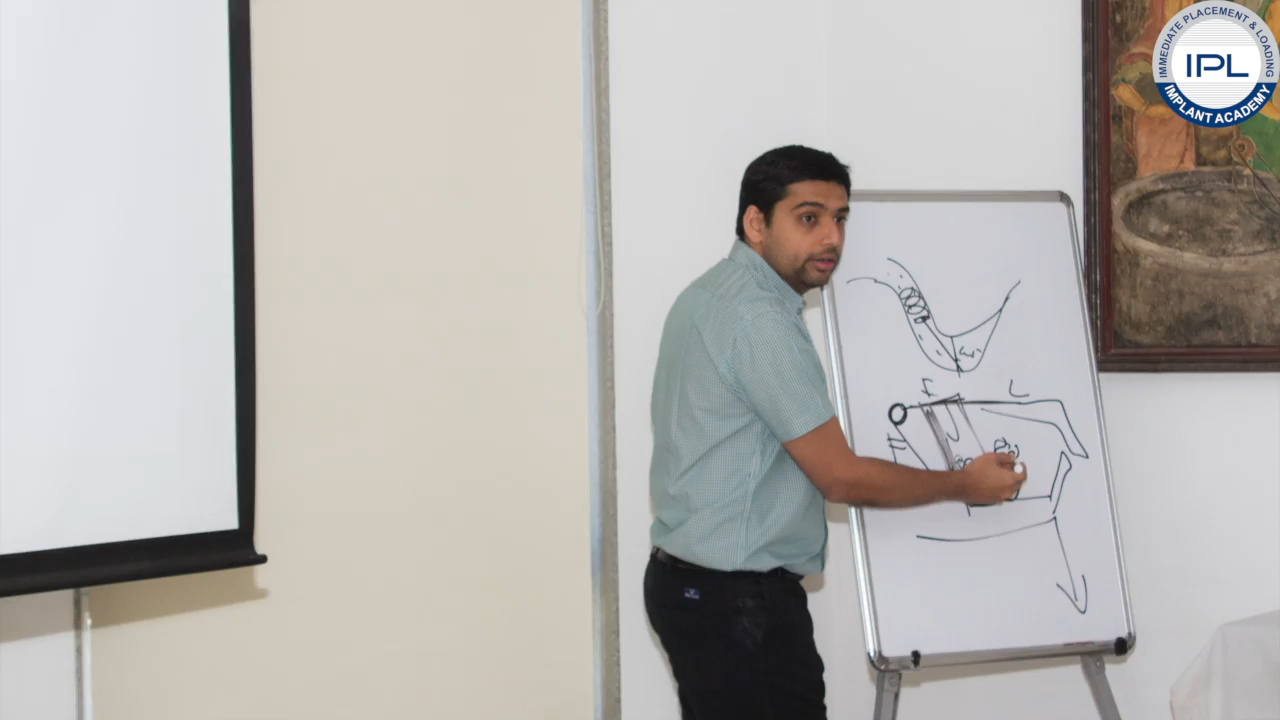 IMMEDIATE PLACEMENT & LOADING
IPL
IMPLANT ACADEMY
F
L